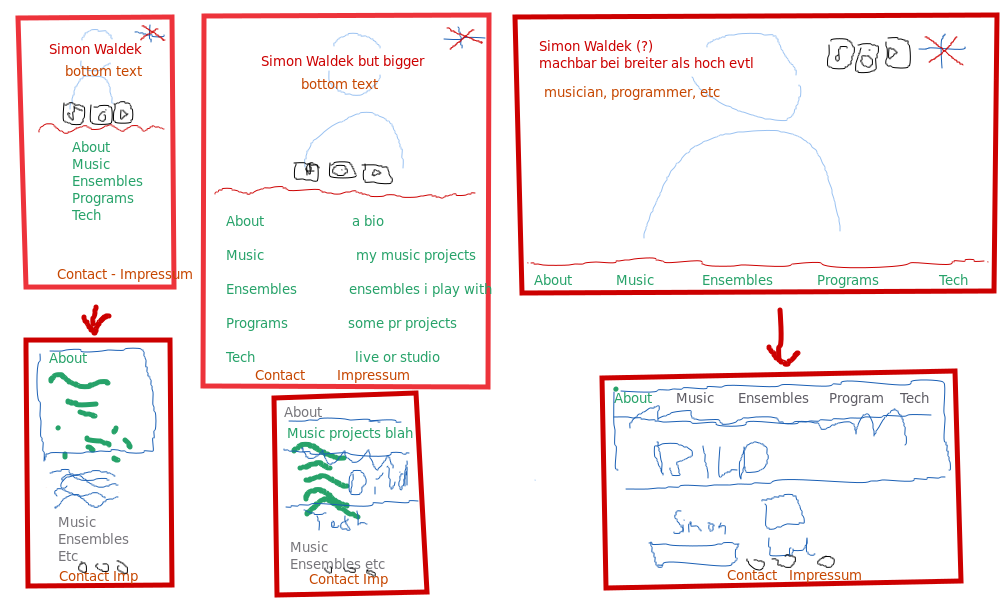 Simon Waldek
bottom text
About
Music
Ensembles
Programs
Tech
Contact - Impressum
Simon Waldek but bigger
bottom text
About a bio
Music my music projects
Ensembles ensembles i play with
Programs some pr projects
Tech live or studio
Contact Impressum
Simon Waldek (?)
machbar bei breiter als hoch evtl
musician, programmer, etc
About Music Ensembles Programs Tech
About
Music
Ensembles
Etc
Contact Imp
About
Music projects blah
Bild
Text
Music
Ensembles etc
Contact Imp
About Music Ensembles Program Tech
BILD
Simon
Contact Impressum